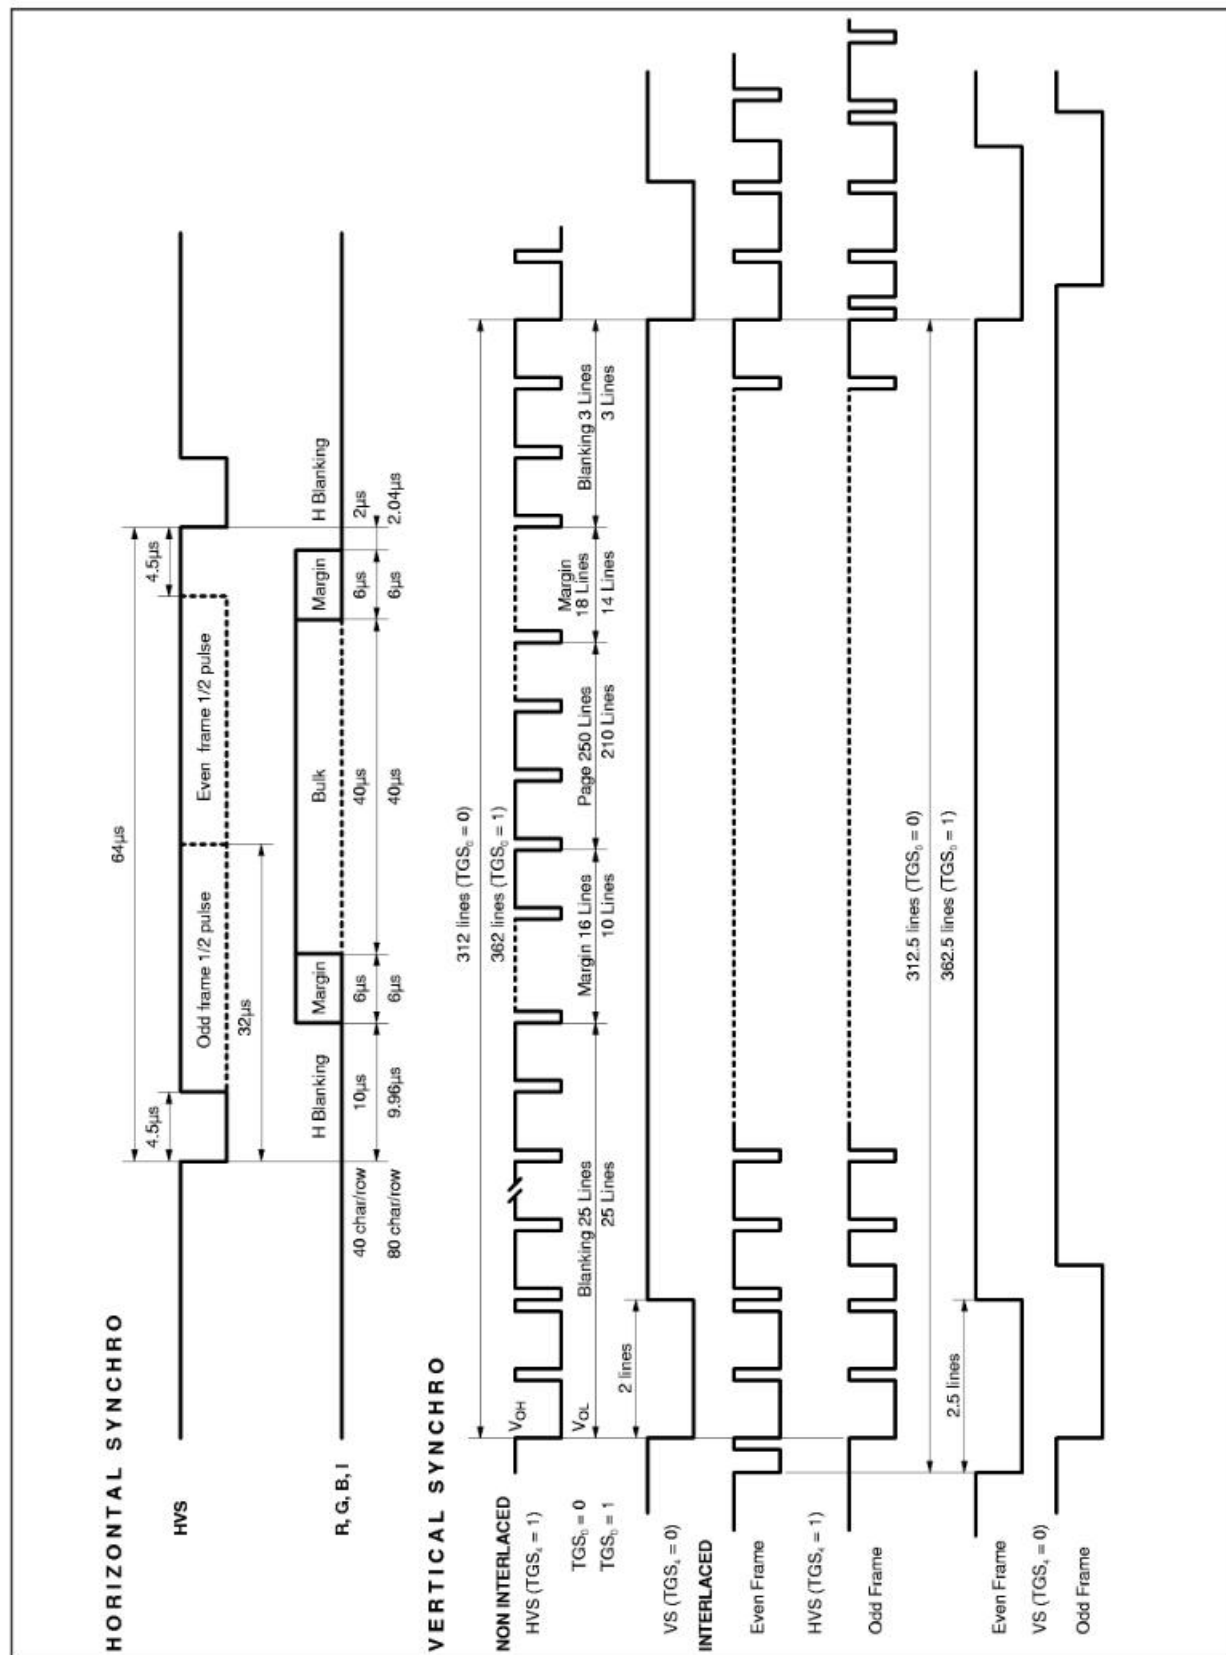 HORIZONTAL SYNCHRO
64µs
4.5µs
4.5µs
HVS
Odd frame 1/2 pulse
Even frame 1/2 pulse
32µs
R, G, B, I
H Blanking
Margin
Bulk
Margin
H Blanking
40 char/row
10µs
6µs
40µs
6µs
2µs
80 char/row
9.96µs
6µs
40µs
6µs
2.04µs
VERTICAL SYNCHRO
312 lines (TGS0 = 0)
362 lines (TGS0 = 1)
NON INTERLACED
HVS (TGS4 = 1)
VOH
VOL
TGS0 = 0
Blanking 25 Lines
Margin 16 Lines
Page 250 Lines
Margin
18 Lines
Blanking 3 Lines
TGS0 = 1
25 Lines
10 Lines
210 Lines
14 Lines
3 Lines
2 lines
VS (TGS4 = 0)
INTERLACED
Even Frame
HVS (TGS4 = 1)
Odd Frame
312.5 lines (TGS0 = 0)
362.5 lines (TGS0 = 1)
2.5 lines
Even Frame
VS (TGS4 = 0)
Odd Frame